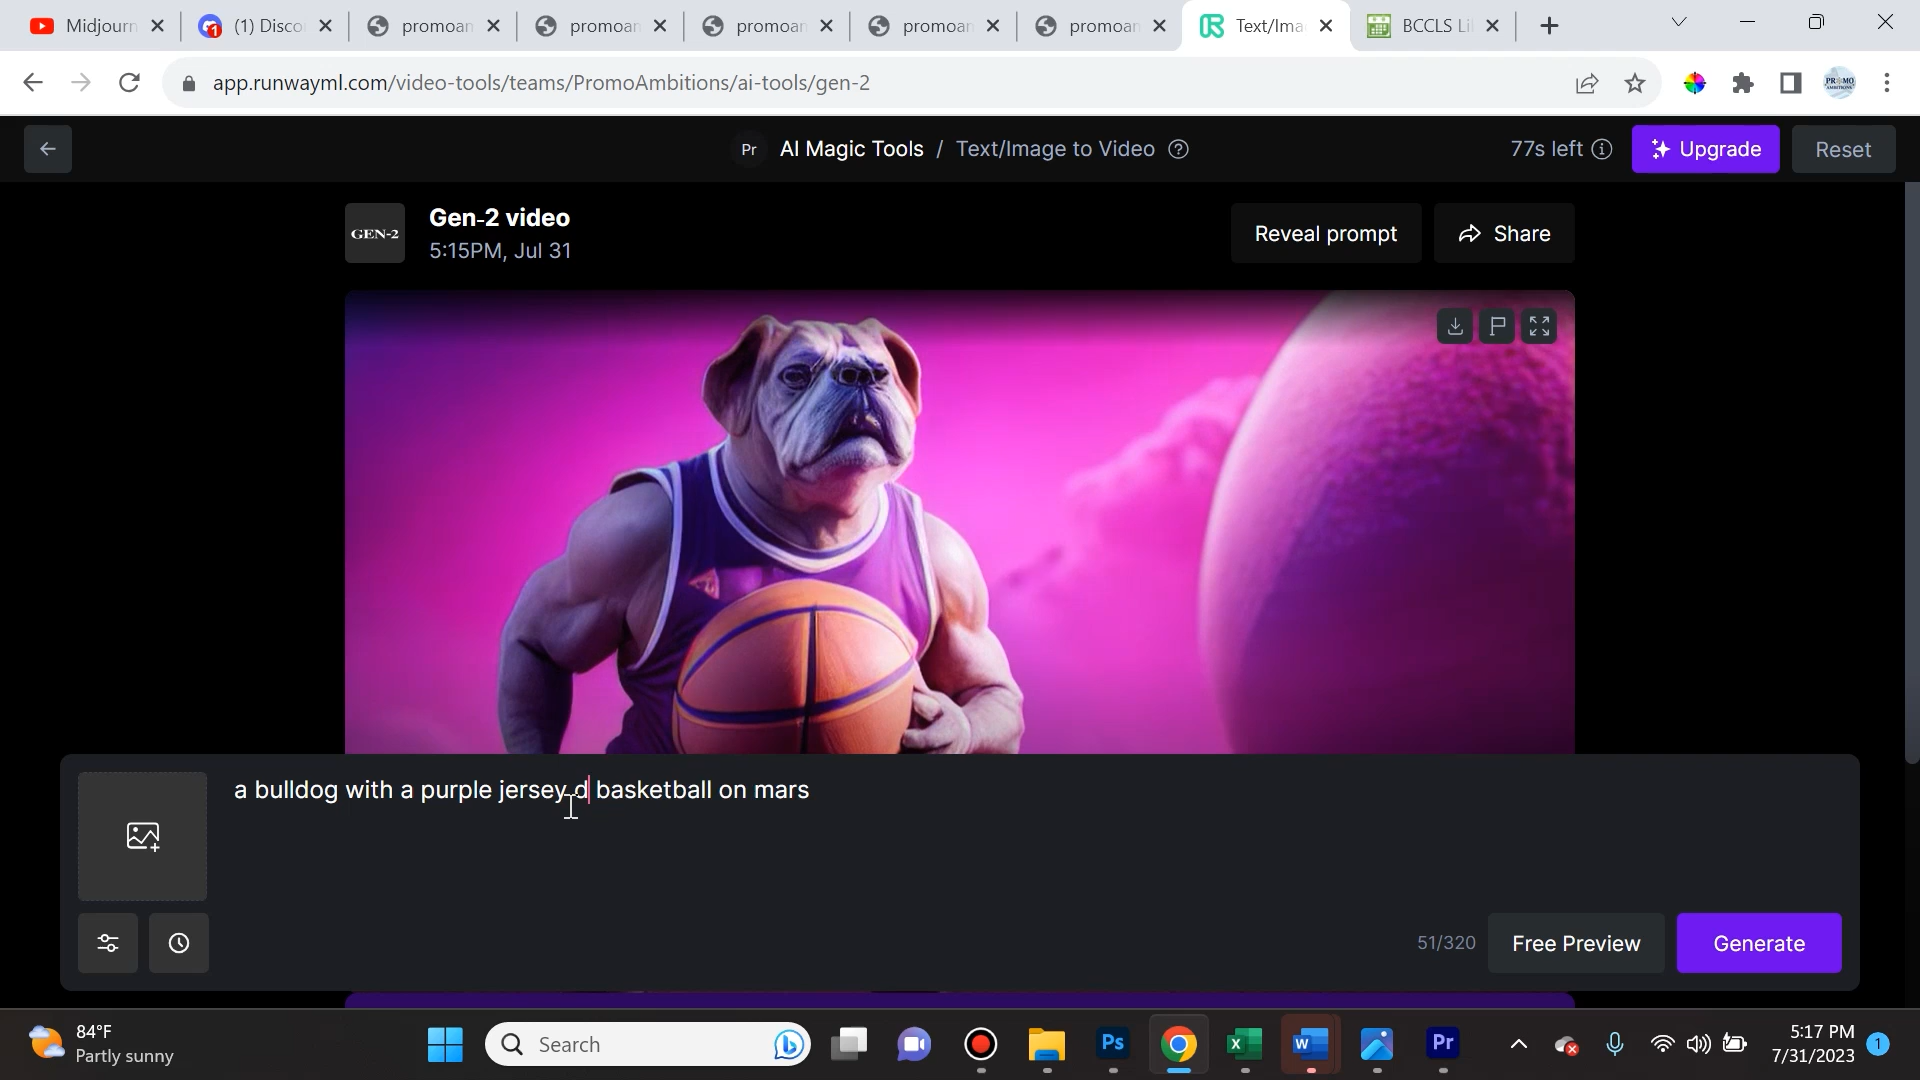 Midjourn
(1) Disco
promoan
promoan
promoan
promoan
promoan
Text/Ima
BCCLS Li
app.runwayml.com/video-tools/teams/PromoAmbitions/ai-tools/gen-2
Pr AI Magic Tools / Text/Image to Video ?
77s left
Upgrade
Reset
GEN-2
Gen-2 video
5:15PM, Jul 31
Reveal prompt
Share
a bulldog with a purple jersey d basketball on mars
51/320
Free Preview
Generate
84°F
Partly sunny
Search
Ps
X
W
Pr
5:17 PM
7/31/2023
1